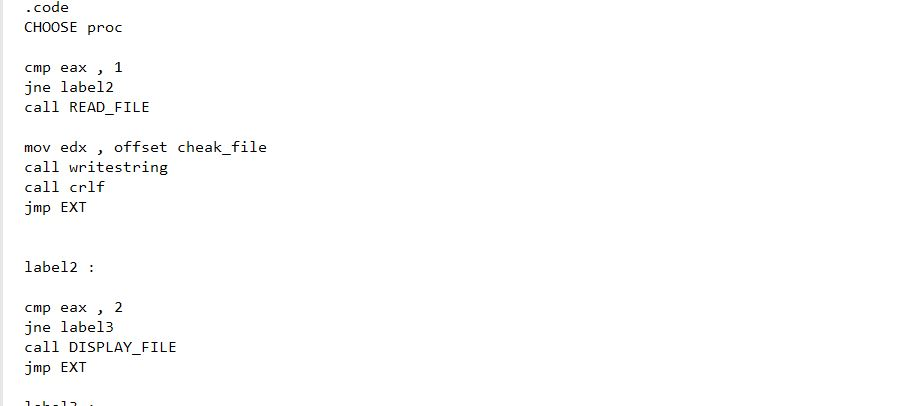 .code
CHOOSE proc
cmp eax , 1
jne label2
call READ_FILE
mov edx , offset cheak_file
call writestring
call crlf
jmp EXT
label2 :
cmp eax , 2
jne label3
call DISPLAY_FILE
jmp EXT